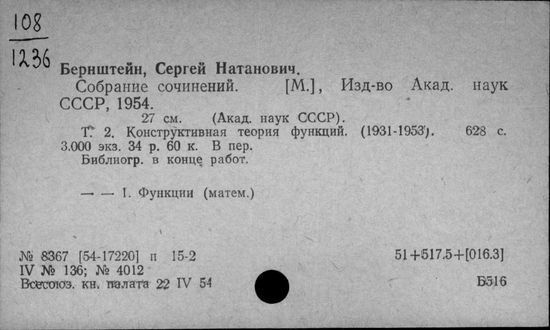 108
1236
Бернштейн, Сергей Натанович.
Собрание сочинений. [М.], Изд-во Акад. наук
СССР, 1954.
27 см. (Акад. наук СССР).
Т. 2. Конструктивная теория функций. (1931-1953). 628 с.
3.000 экз. 34 р. 60 к. В пер.
Библиогр. в конце работ.
— — 1. Функции (матем.)
№ 8367 [54-17220] п 15-2 51+517.5+[016.3]
IV № 136; № 4012
Всесоюз. кн. палата 22 IV 54 Б516